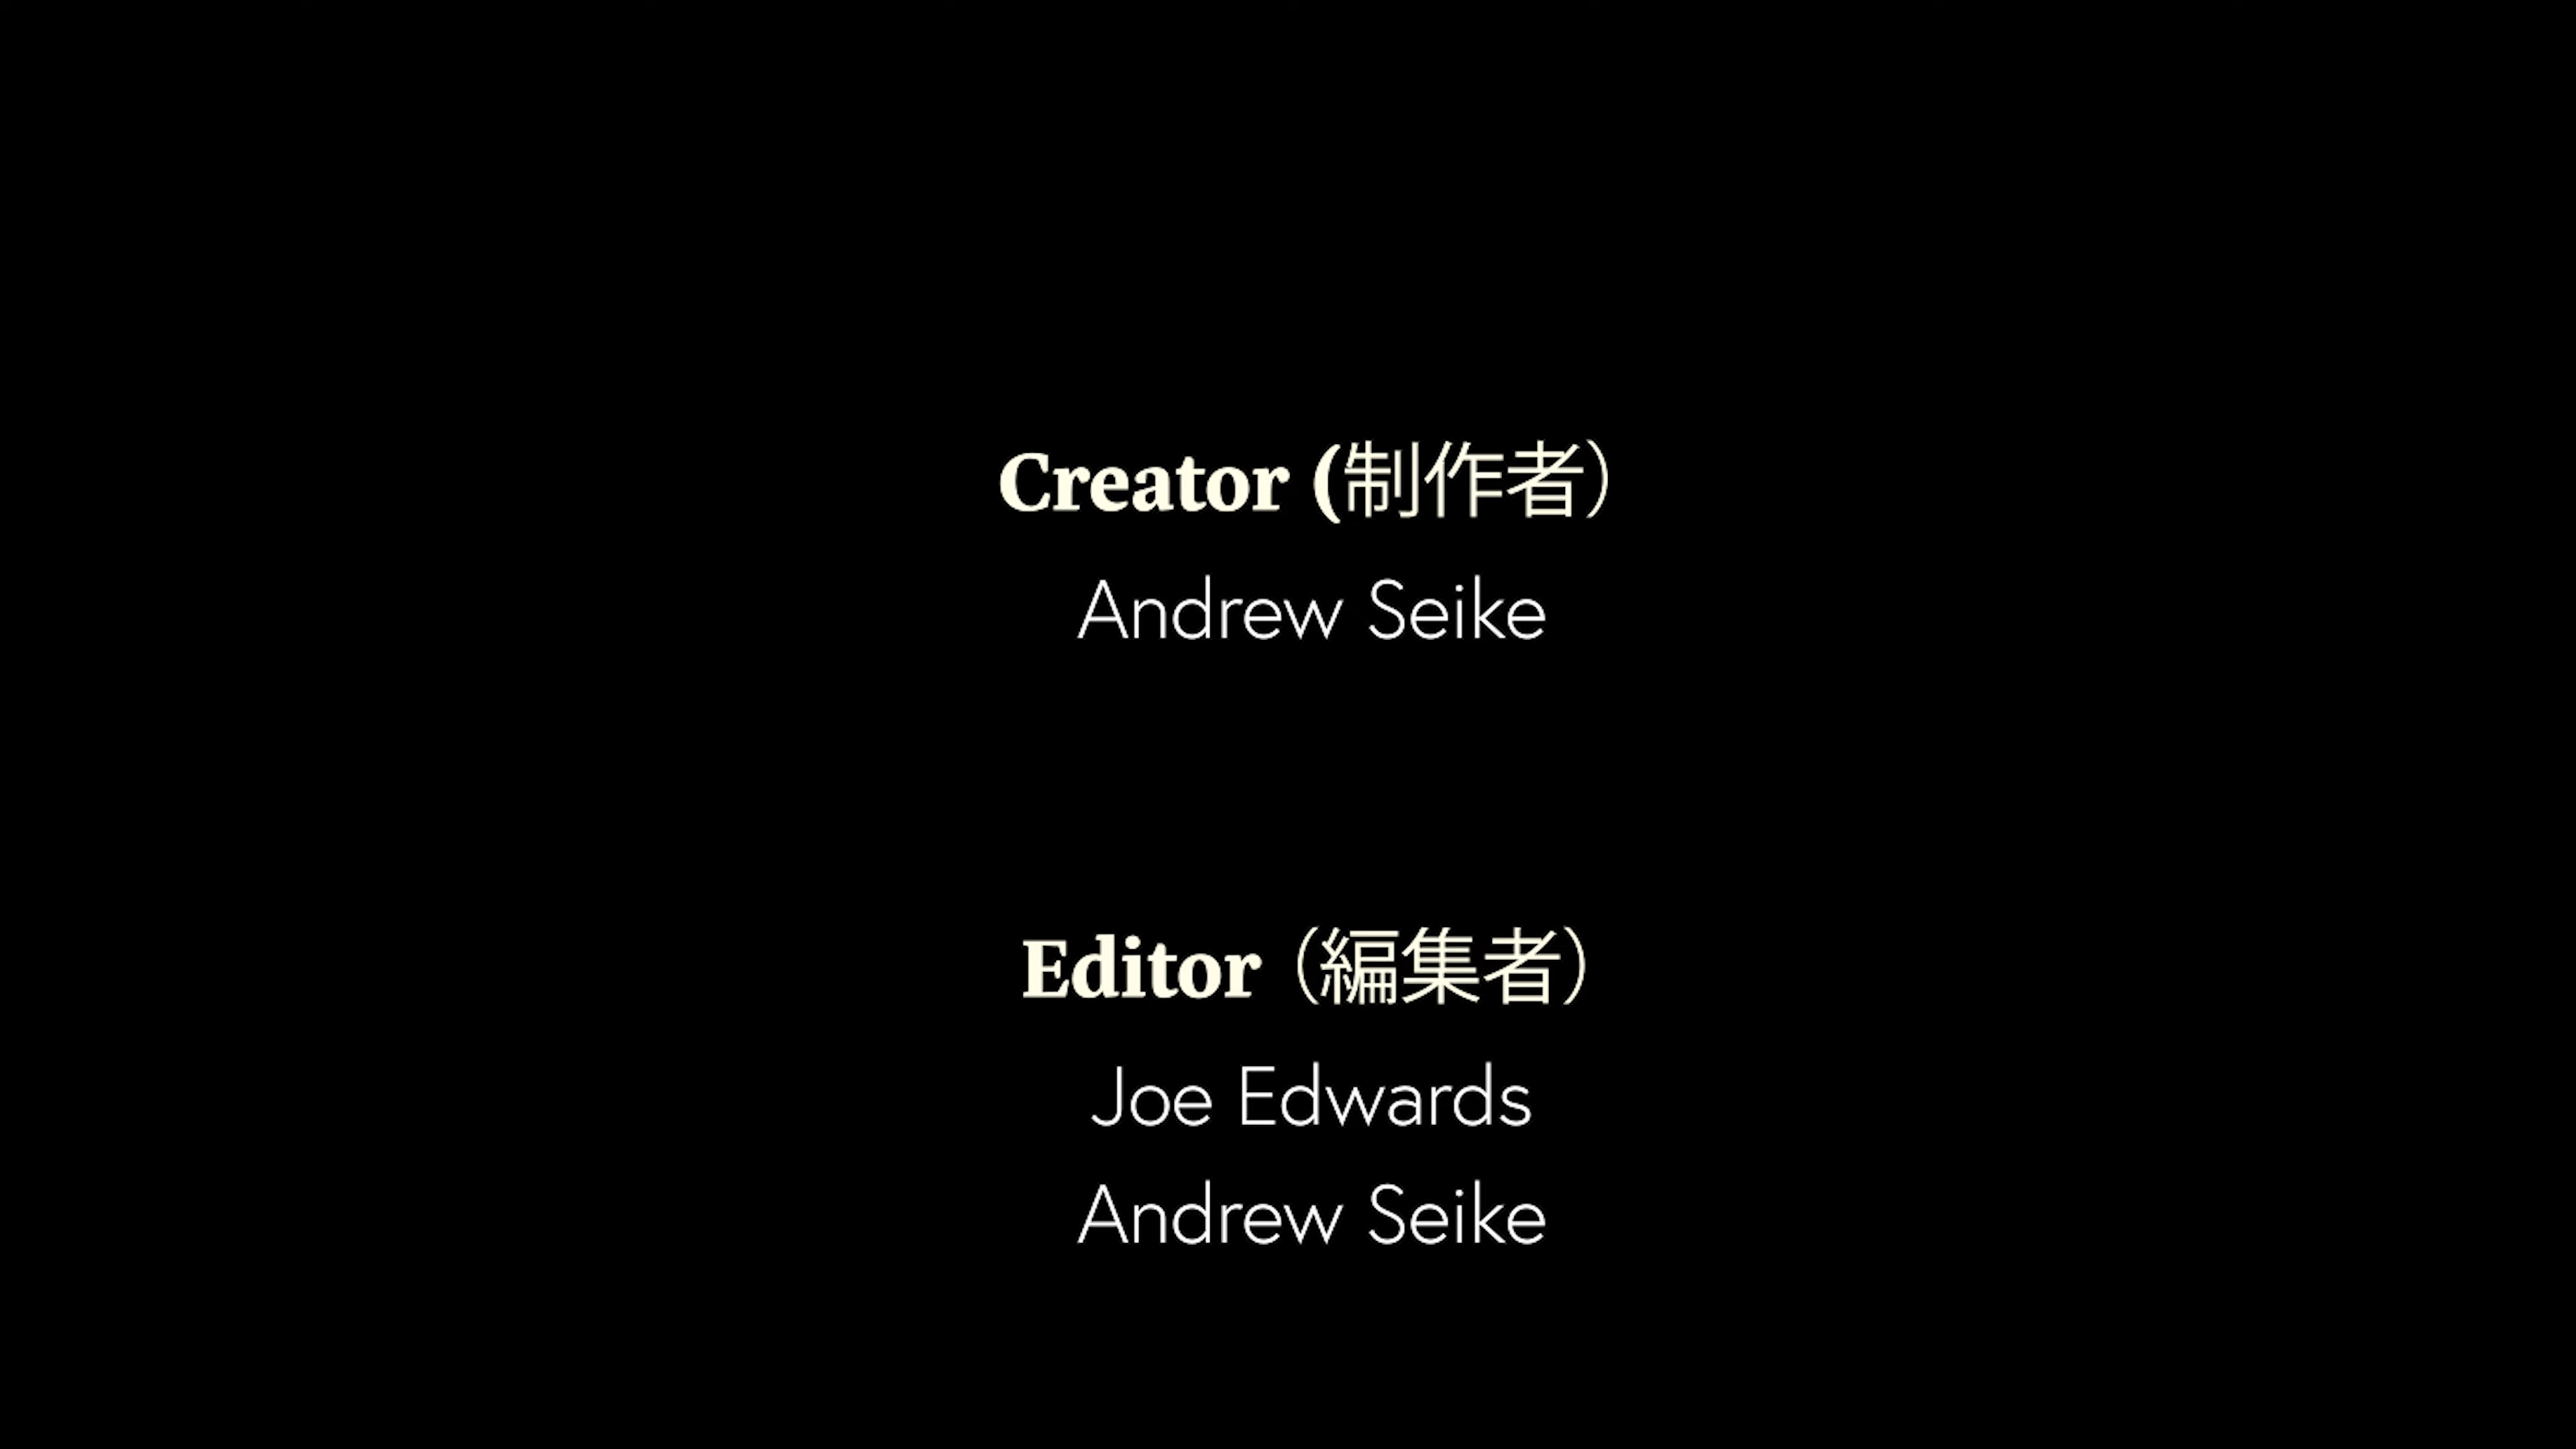 Creator (制作者）
Andrew Seike
Editor（編集者）
Joe Edwards
Andrew Seike